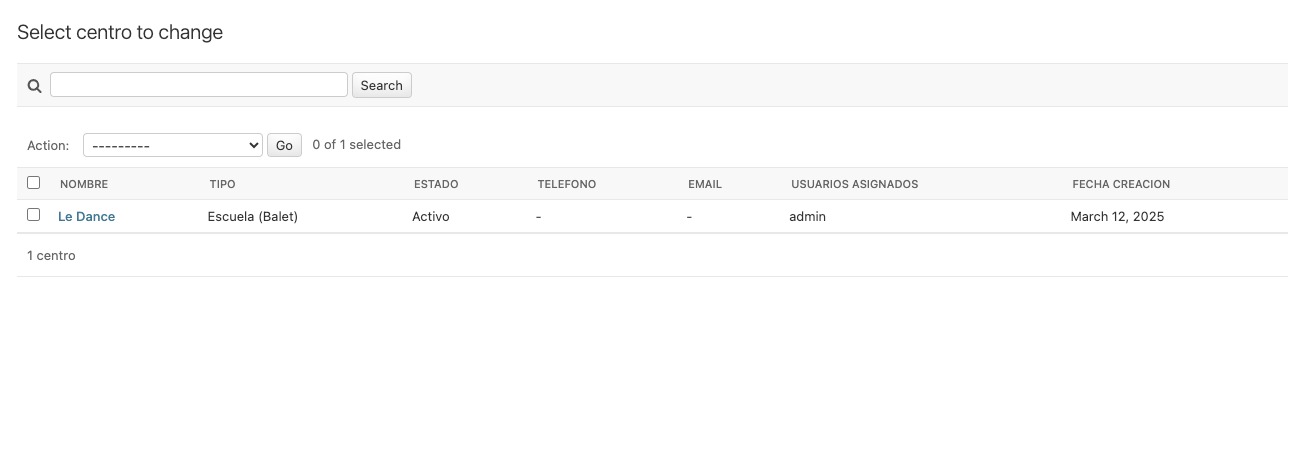 Select centro to change
Search
Action: --------- Go 0 of 1 selected
NOMBRE TIPO ESTADO TELEFONO EMAIL USUARIOS ASIGNADOS FECHA CREACION
Le Dance Escuela (Balet) Activo - - admin March 12, 2025
1 centro